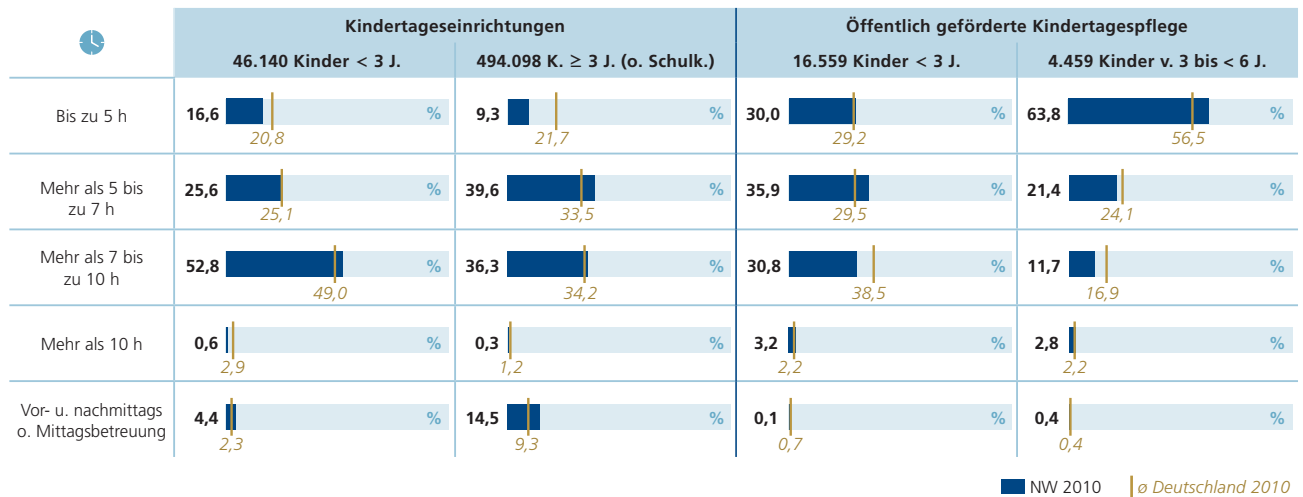 Kindertageseinrichtungen
Öffentlich geförderte Kindertagespflege
46.140 Kinder < 3 J.
494.098 K. ≥ 3 J. (o. Schulk.)
16.559 Kinder < 3 J.
4.459 Kinder v. 3 bis < 6 J.
Bis zu 5 h
16,6 %
20,8
9,3 %
21,7
30,0 %
29,2
63,8 %
56,5
Mehr als 5 bis
zu 7 h
25,6 %
25,1
39,6 %
33,5
35,9 %
29,5
21,4 %
24,1
Mehr als 7 bis
zu 10 h
52,8 %
49,0
36,3 %
34,2
30,8 %
38,5
11,7 %
16,9
Mehr als 10 h
0,6 %
2,9
0,3 %
1,2
3,2 %
2,2
2,8 %
2,2
Vor- u. nachmittags
o. Mittagsbetreuung
4,4 %
2,3
14,5 %
9,3
0,1 %
0,7
0,4 %
0,4
NW 2010
ø Deutschland 2010